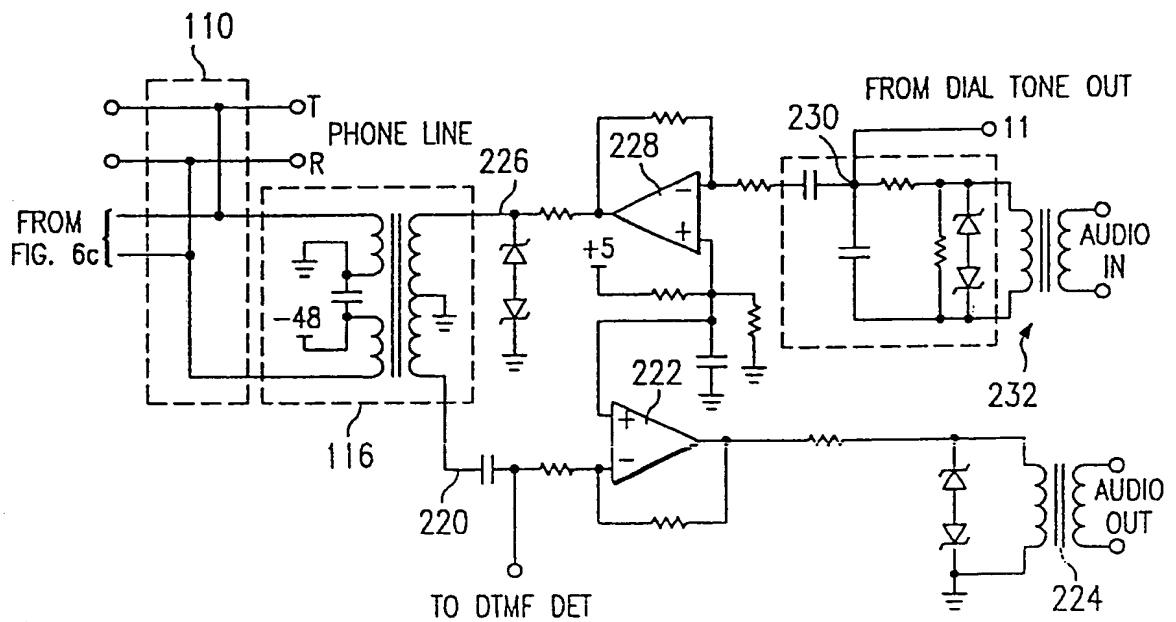 110
FROM DIAL TONE OUT
T
PHONE LINE
230
11
R
226
228
FROM
FIG. 6c
-
+
+5
AUDIO
IN
-48
232
222
+
-
116
220
AUDIO
OUT
TO DTMF DET
224